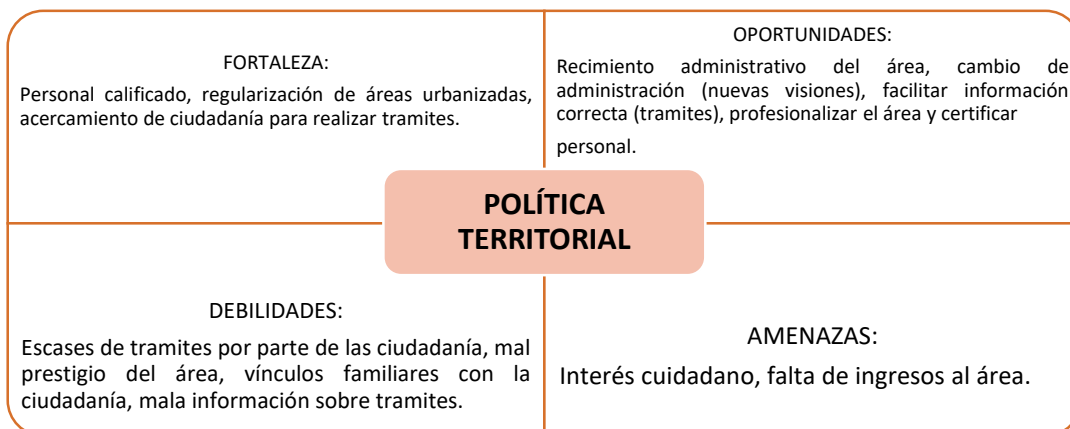 FORTALEZA:
Personal calificado, regularización de áreas urbanizadas,
acercamiento de ciudadanía para realizar tramites.
OPORTUNIDADES:
Recimiento administrativo del área, cambio de
administración (nuevas visiones), facilitar información
correcta (tramites), profesionalizar el área y certificar
personal.
POLÍTICA
TERRITORIAL
DEBILIDADES:
Escases de tramites por parte de las ciudadanía, mal
prestigio del área, vínculos familiares con la
ciudadanía, mala información sobre tramites.
AMENAZAS:
Interés cuidadano, falta de ingresos al área.